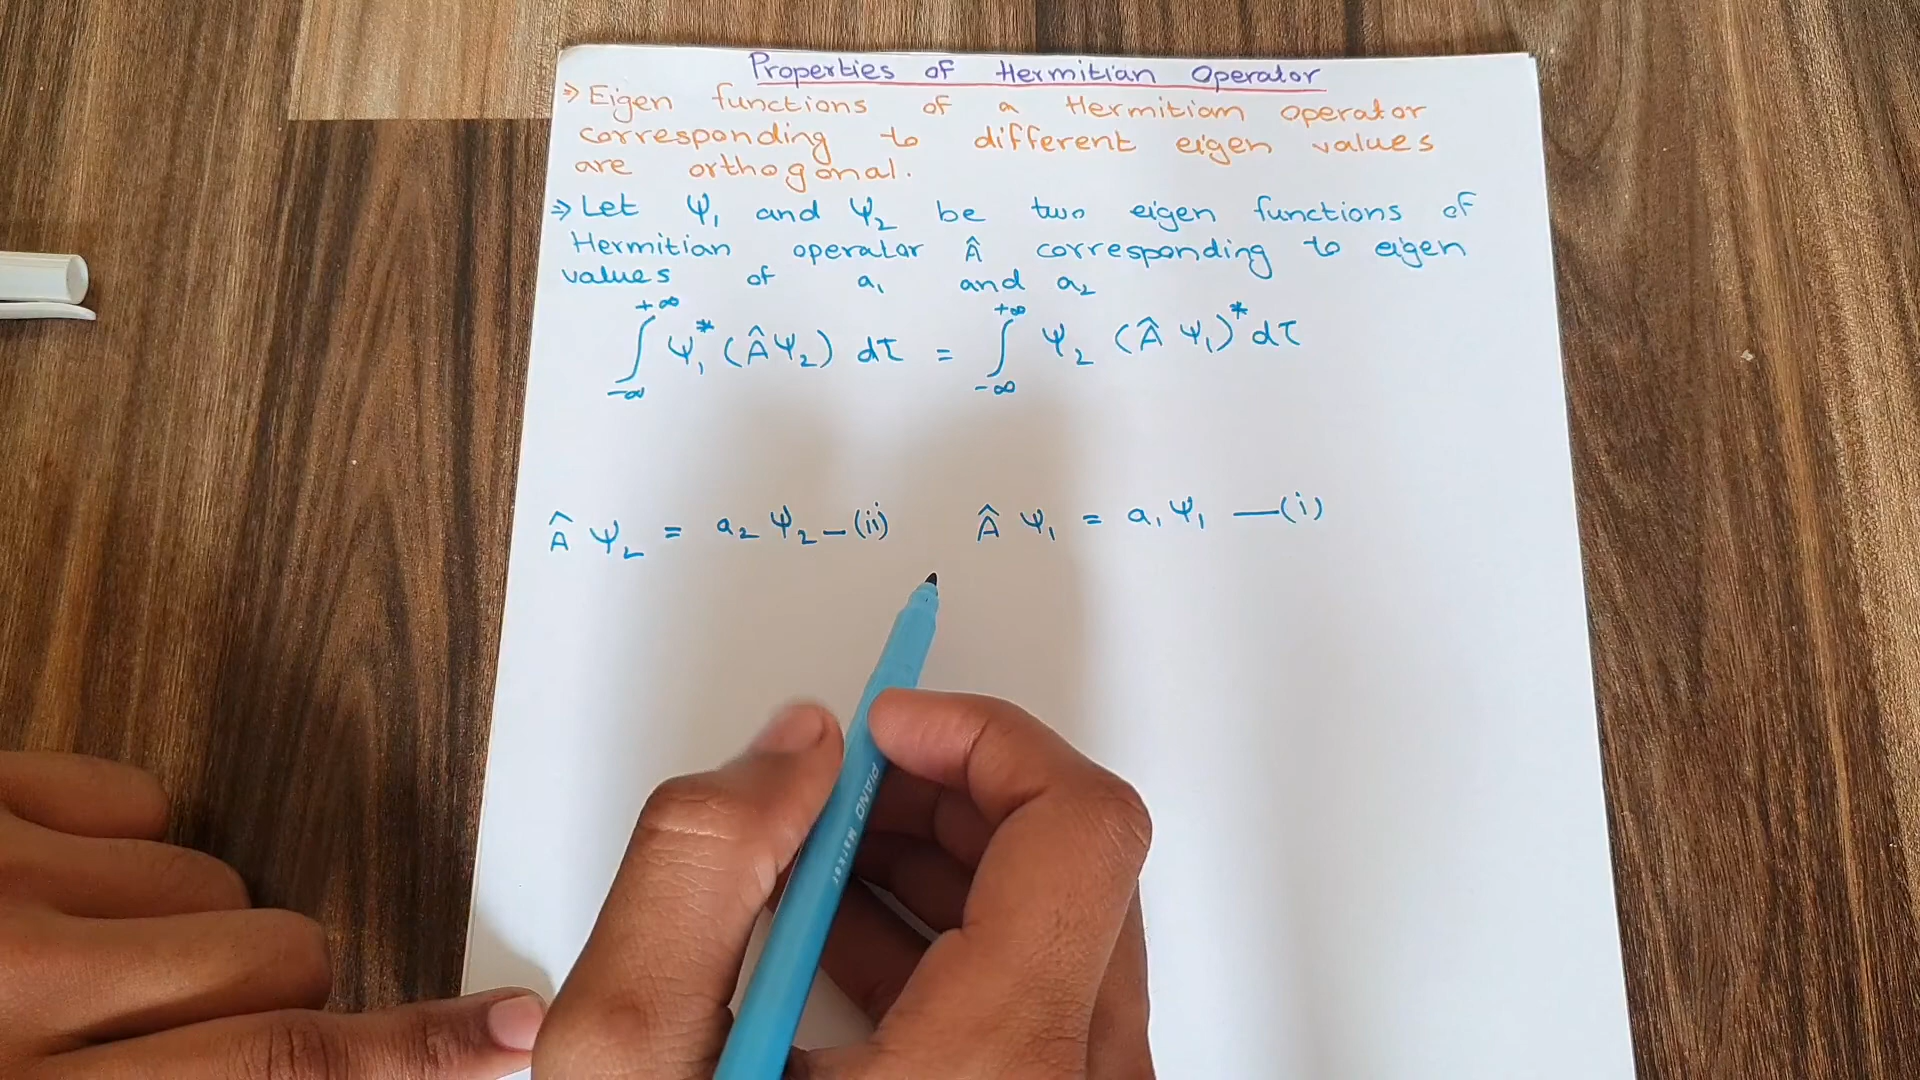 Properties of Hermitian Operator
⇒ Eigen functions of a Hermitian operator
corresponding to different eigen values
are orthogonal.
⇒ Let Ψ₁ and Ψ₂ be two eigen functions of
Hermitian operator Â corresponding to eigen
values of a₁ and a₂
∫₋∞⁺∞ Ψ₁* (ÂΨ₂) dτ = ∫₋∞⁺∞ Ψ₂ (Â Ψ₁)* dτ
Â Ψ₂ = a₂ Ψ₂ — (ii) Â Ψ₁ = a₁ Ψ₁ — (i)
PIANO Marker